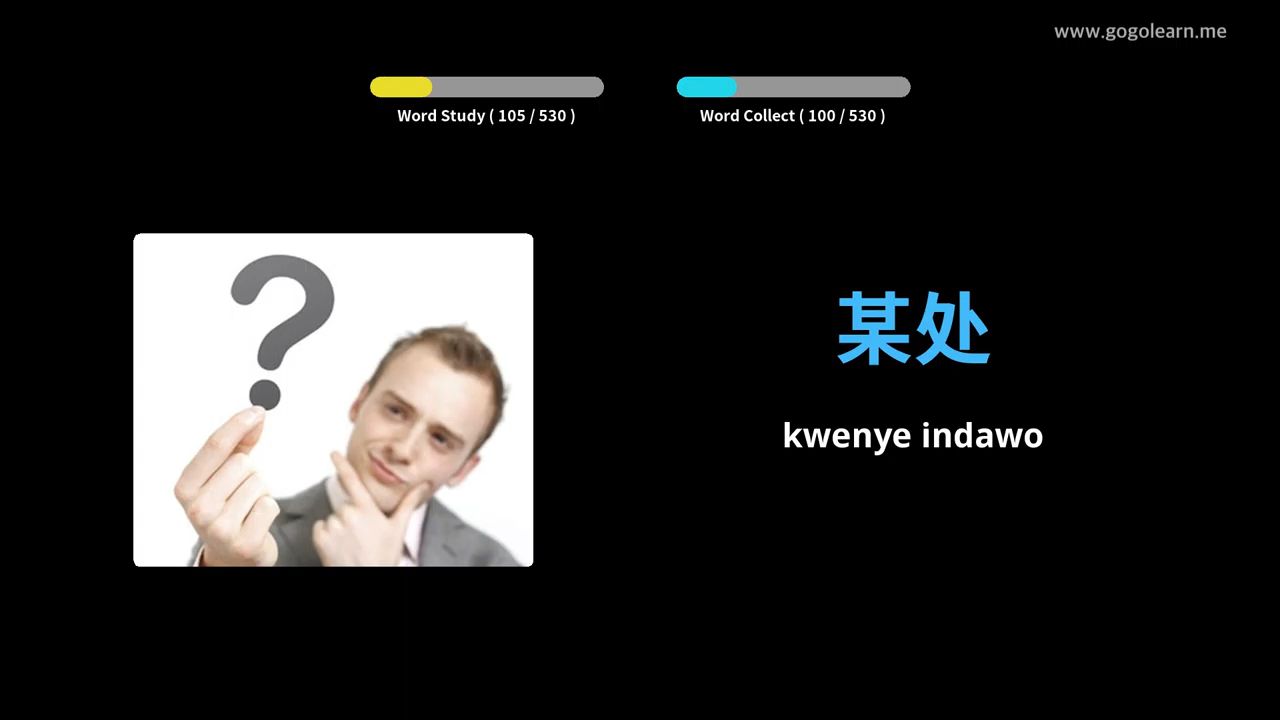 www.gogolearn.me
Word Study ( 105 / 530 )
Word Collect ( 100 / 530 )
?
某处
kwenye indawo